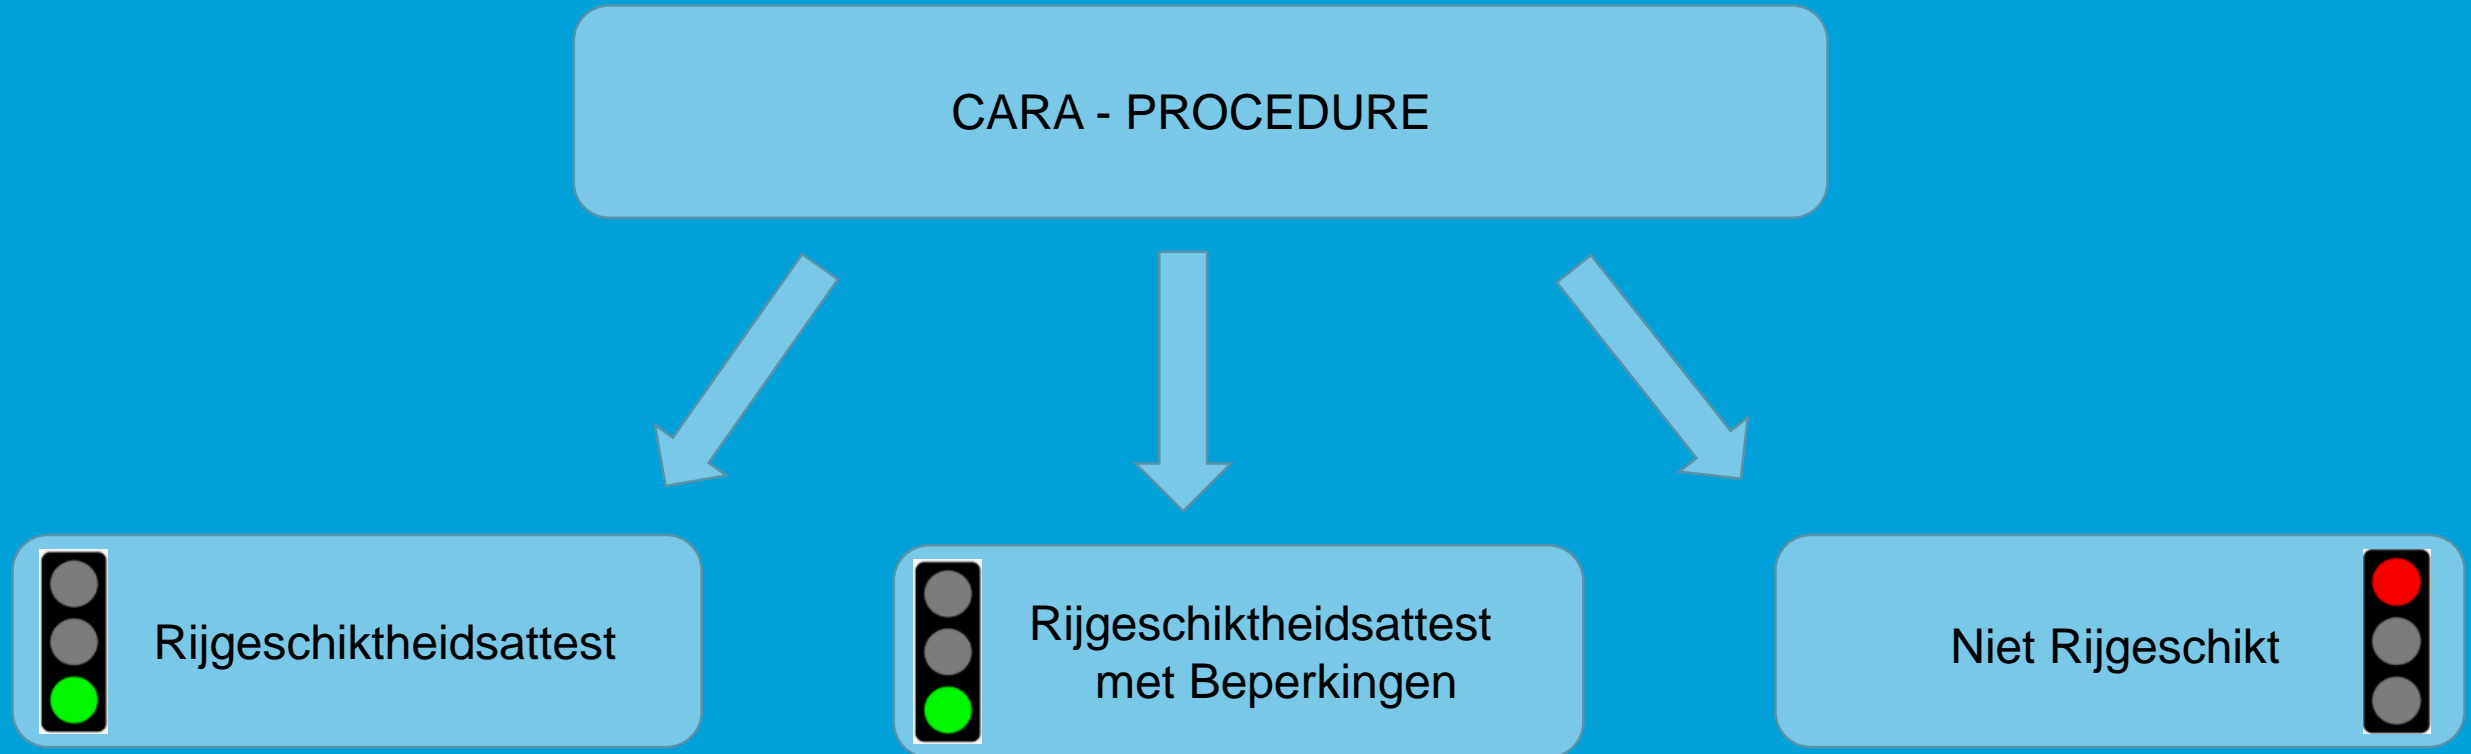 CARA - PROCEDURE
Rijgeschiktheidsattest
Rijgeschiktheidsattest
met Beperkingen
Niet Rijgeschikt